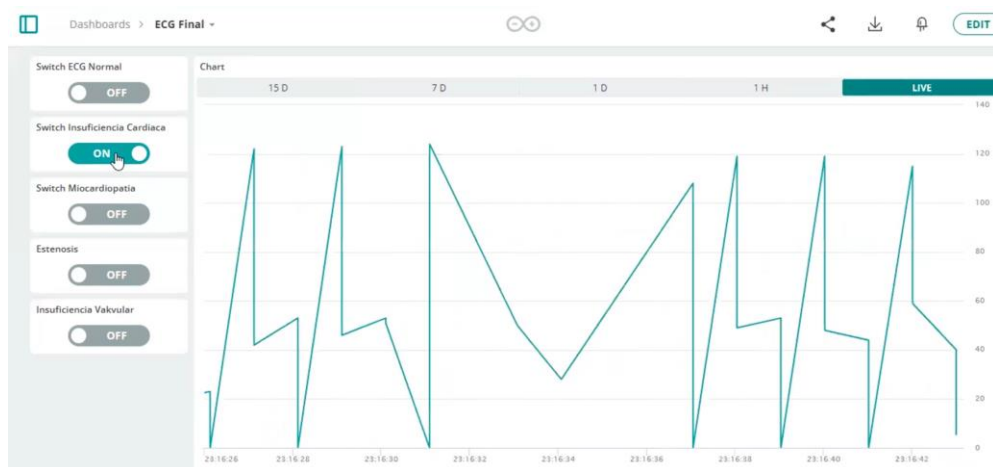 Dashboards > ECG Final
EDIT
Switch ECG Normal
OFF
Switch Insuficiencia Cardiaca
ON
Switch Miocardiopatia
OFF
Estenosis
OFF
Insuficiencia Vakvular
OFF
Chart
15 D 7 D 1 D 1 H LIVE
140
120
100
80
60
40
20
0
23:16:26 23:16:28 23:16:30 23:16:32 23:16:34 23:16:36 23:16:38 23:16:40 23:16:42